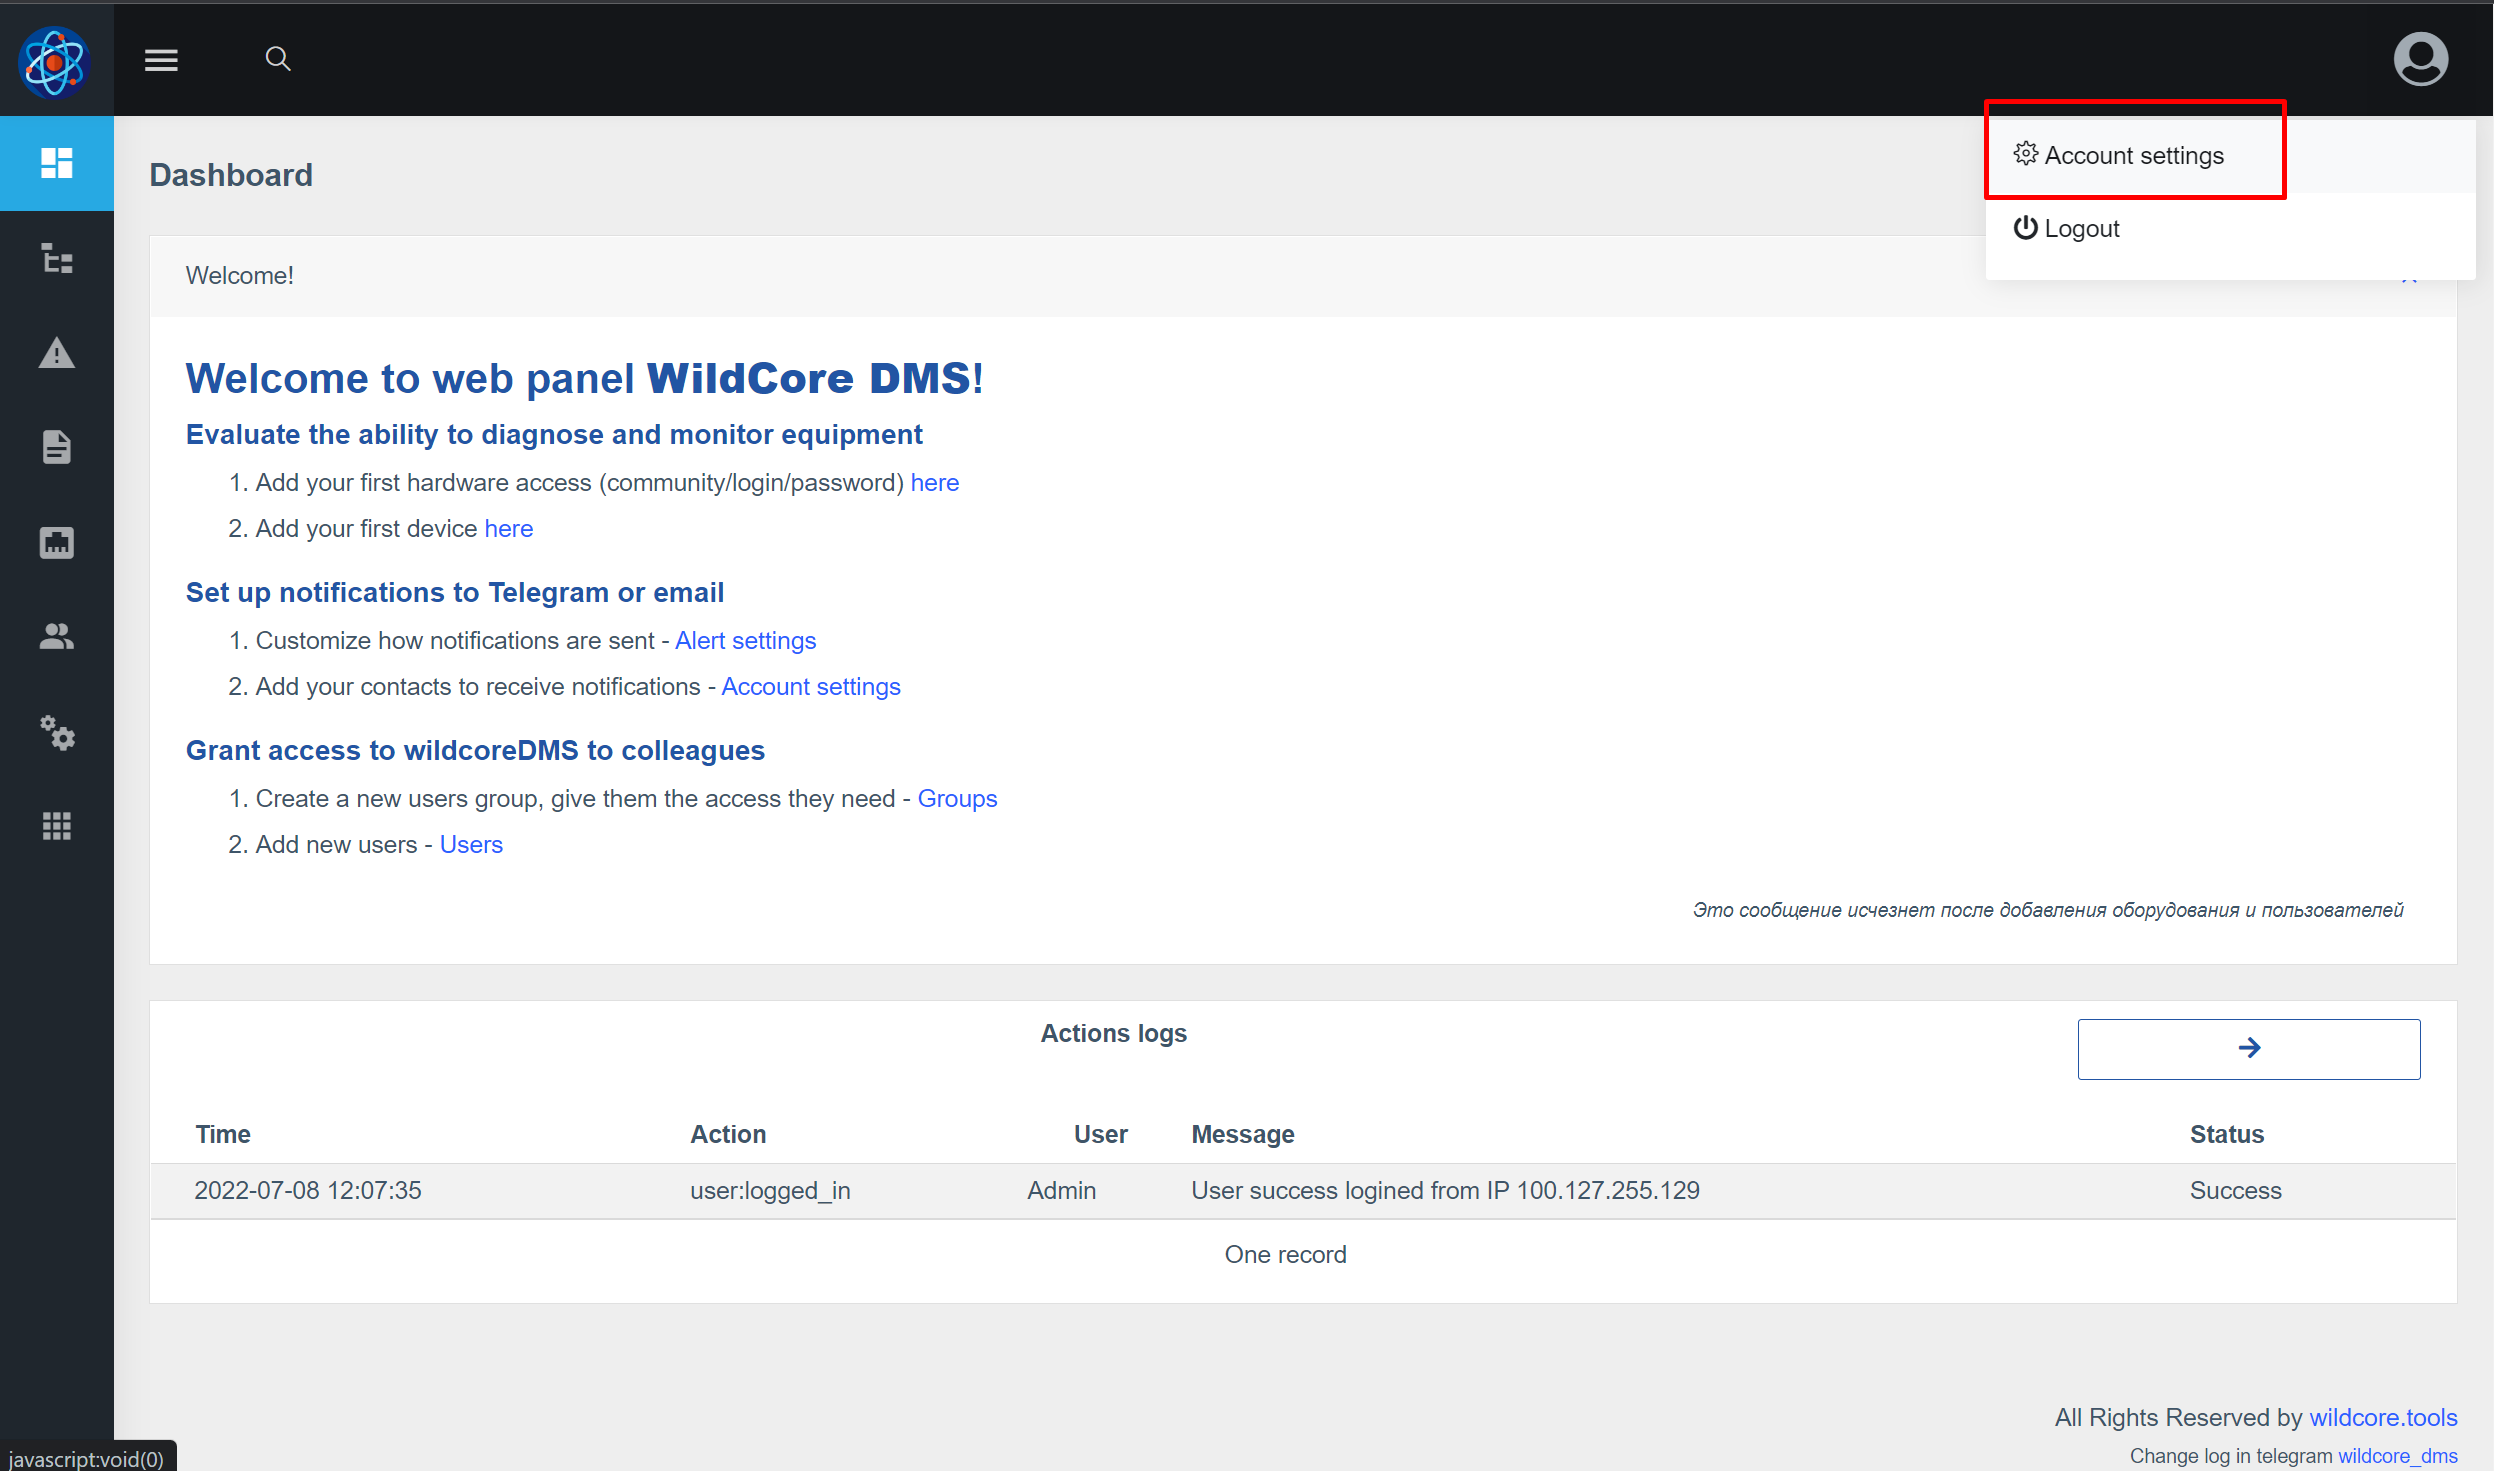 Account settings
Logout
Dashboard
Welcome!
Welcome to web panel WildCore DMS!
Evaluate the ability to diagnose and monitor equipment
1. Add your first hardware access (community/login/password) here
2. Add your first device here
Set up notifications to Telegram or email
1. Customize how notifications are sent - Alert settings
2. Add your contacts to receive notifications - Account settings
Grant access to wildcoreDMS to colleagues
1. Create a new users group, give them the access they need - Groups
2. Add new users - Users
Это сообщение исчезнет после добавления оборудования и пользователей
Actions logs
Time Action User Message Status
2022-07-08 12:07:35 user:logged_in Admin User success logined from IP 100.127.255.129 Success
One record
All Rights Reserved by wildcore.tools
Change log in telegram wildcore_dms
javascript:void(0)